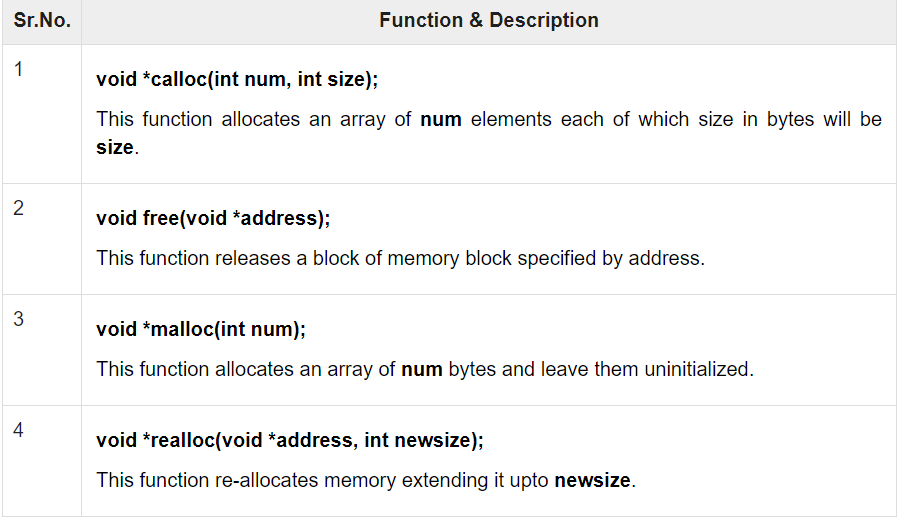 Sr.No. Function & Description
1
void *calloc(int num, int size);
This function allocates an array of num elements each of which size in bytes will be
size.
2
void free(void *address);
This function releases a block of memory block specified by address.
3
void *malloc(int num);
This function allocates an array of num bytes and leave them uninitialized.
4
void *realloc(void *address, int newsize);
This function re-allocates memory extending it upto newsize.